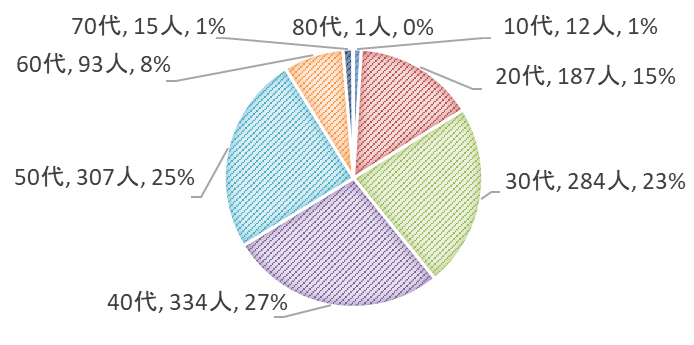 70代, 15人, 1%
80代, 1人, 0%
10代, 12人, 1%
60代, 93人, 8%
20代, 187人, 15%
50代, 307人, 25%
30代, 284人, 23%
40代, 334人, 27%